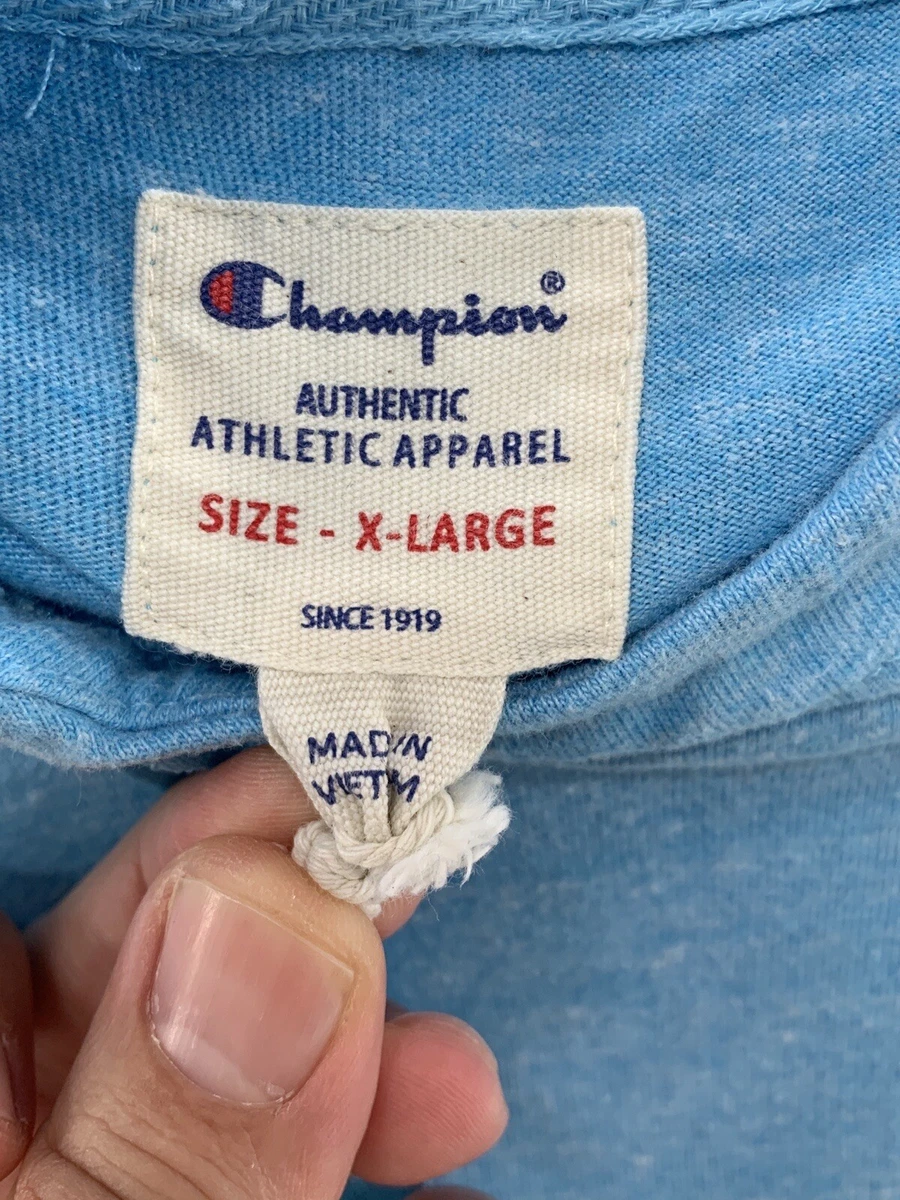 Champion®
AUTHENTIC
ATHLETIC APPAREL
SIZE - X-LARGE
SINCE 1919